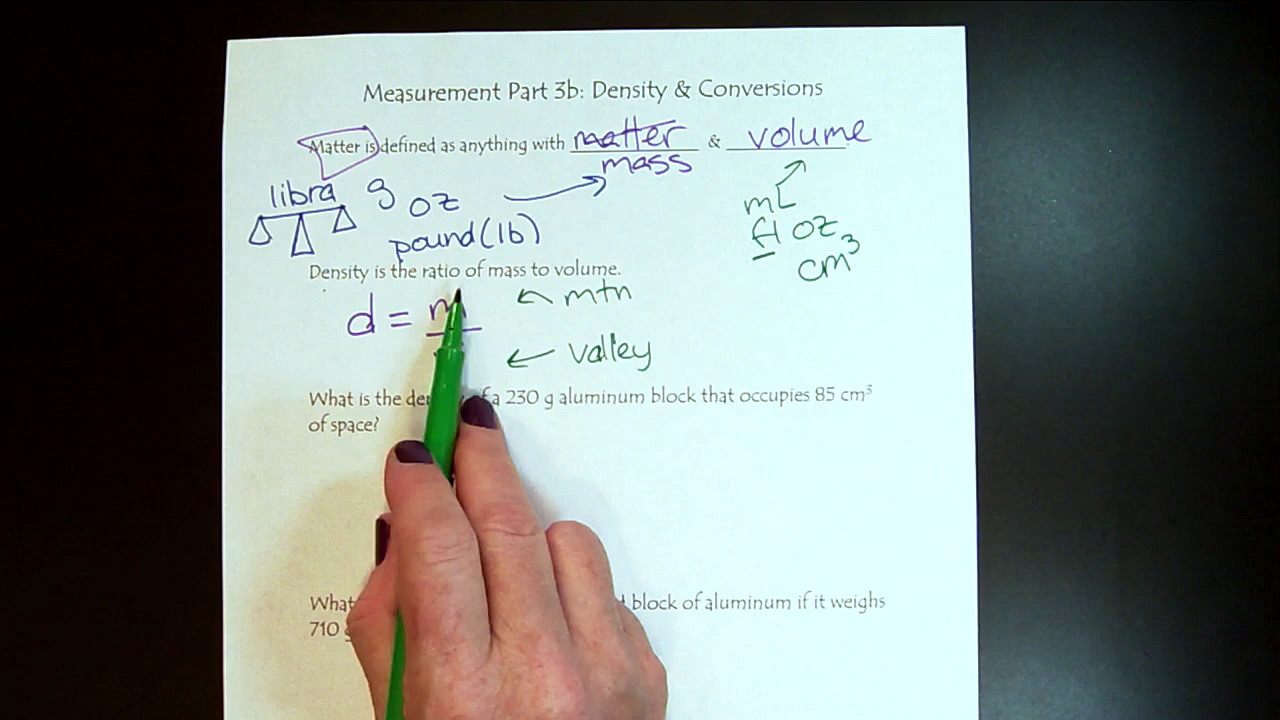 Measurement Part 3b: Density & Conversions
Matter is defined as anything with matter & volume
mass
libra g oz
mL
pound (lb)
fl oz
cm³
Density is the ratio of mass to volume.
d = m
mtn
valley
What is the of a 230 g aluminum block that occupies 85 cm³
of space?
What block of aluminum if it weighs
710